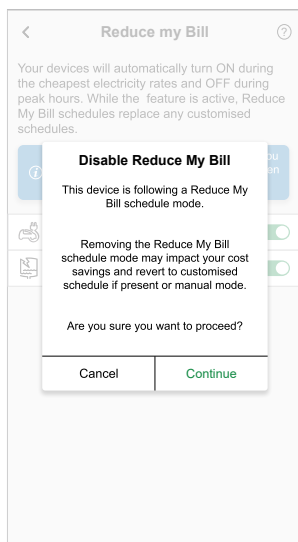 Reduce my Bill
Your devices will automatically turn ON during
the cheapest electricity rates and OFF during
peak hours. While the feature is active, Reduce
My Bill schedules replace any customised
schedules.
Disable Reduce My Bill
This device is following a Reduce My
Bill schedule mode.
Removing the Reduce My Bill
schedule mode may impact your cost
savings and revert to customised
schedule if present or manual mode.
Are you sure you want to proceed?
Cancel
Continue